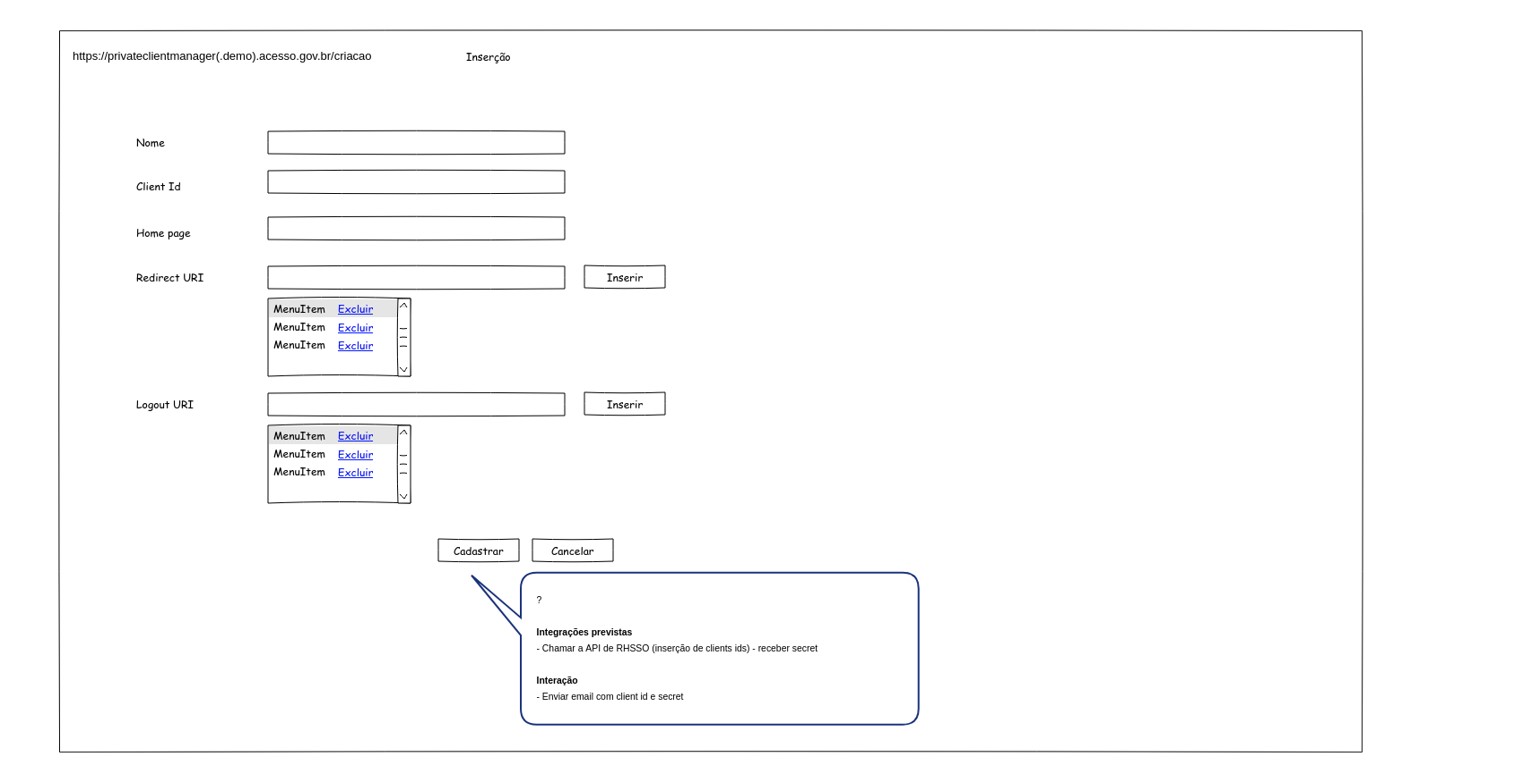 https://privateclientmanager(.demo).acesso.gov.br/criacao Inserção
Nome
Client Id
Home page
Redirect URI Inserir
MenuItem Excluir
MenuItem Excluir
MenuItem Excluir
Logout URI Inserir
MenuItem Excluir
MenuItem Excluir
MenuItem Excluir
Cadastrar Cancelar
?
Integrações previstas
- Chamar a API de RHSSO (inserção de clients ids) - receber secret
Interação
- Enviar email com client id e secret